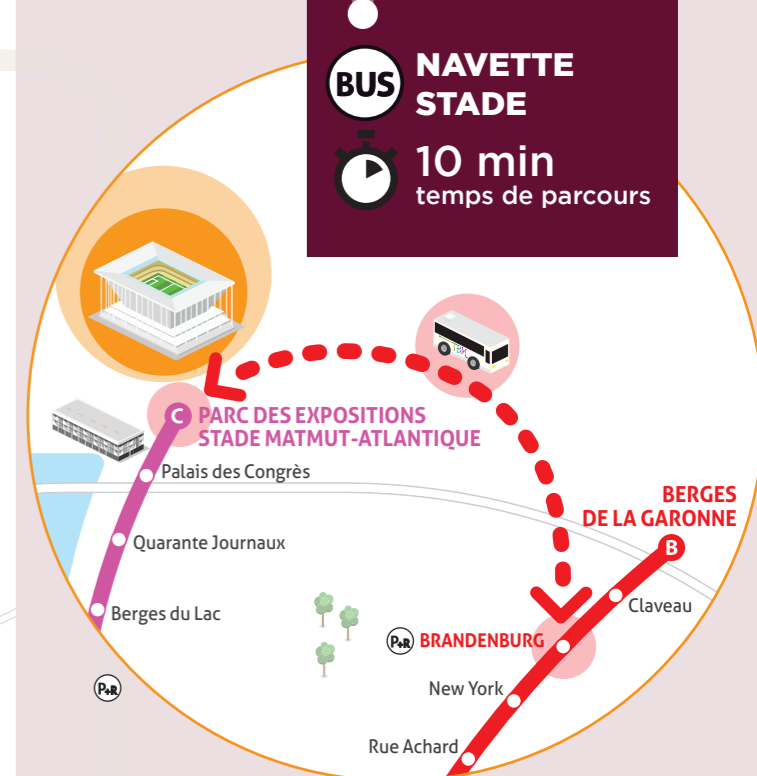 BUS
NAVETTE
STADE
10 min
temps de parcours
C
PARC DES EXPOSITIONS
STADE MATMUT-ATLANTIQUE
Palais des Congrès
Quarante Journaux
Berges du Lac
P+R
BERGES
DE LA GARONNE
B
Claveau
P+R BRANDENBURG
New York
Rue Achard